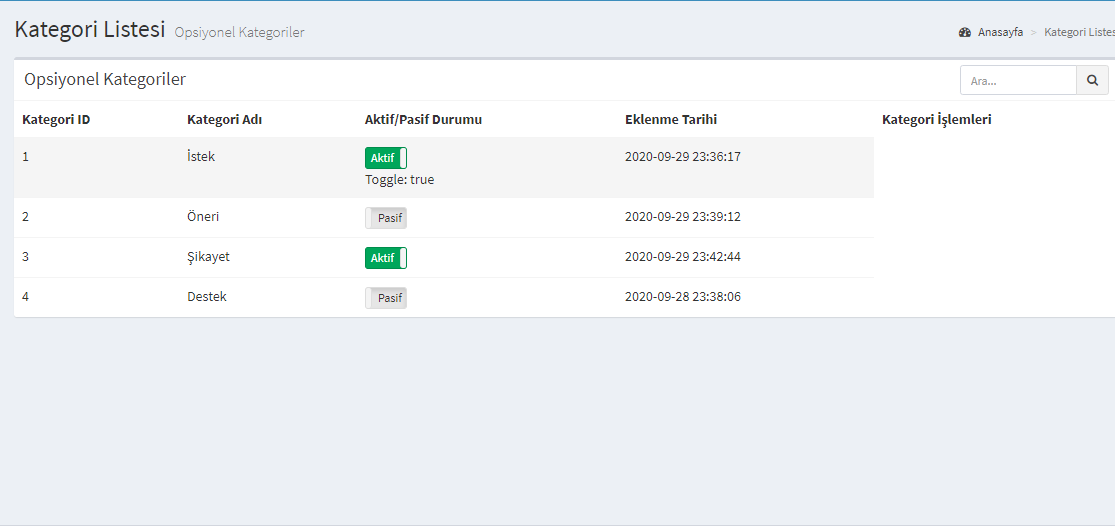 Kategori Listesi Opsiyonel Kategoriler
Anasayfa > Kategori Listes
Opsiyonel Kategoriler
Ara...
Kategori ID Kategori Adı Aktif/Pasif Durumu Eklenme Tarihi Kategori İşlemleri
1 İstek Aktif 2020-09-29 23:36:17
Toggle: true
2 Öneri Pasif 2020-09-29 23:39:12
3 Şikayet Aktif 2020-09-29 23:42:44
4 Destek Pasif 2020-09-28 23:38:06